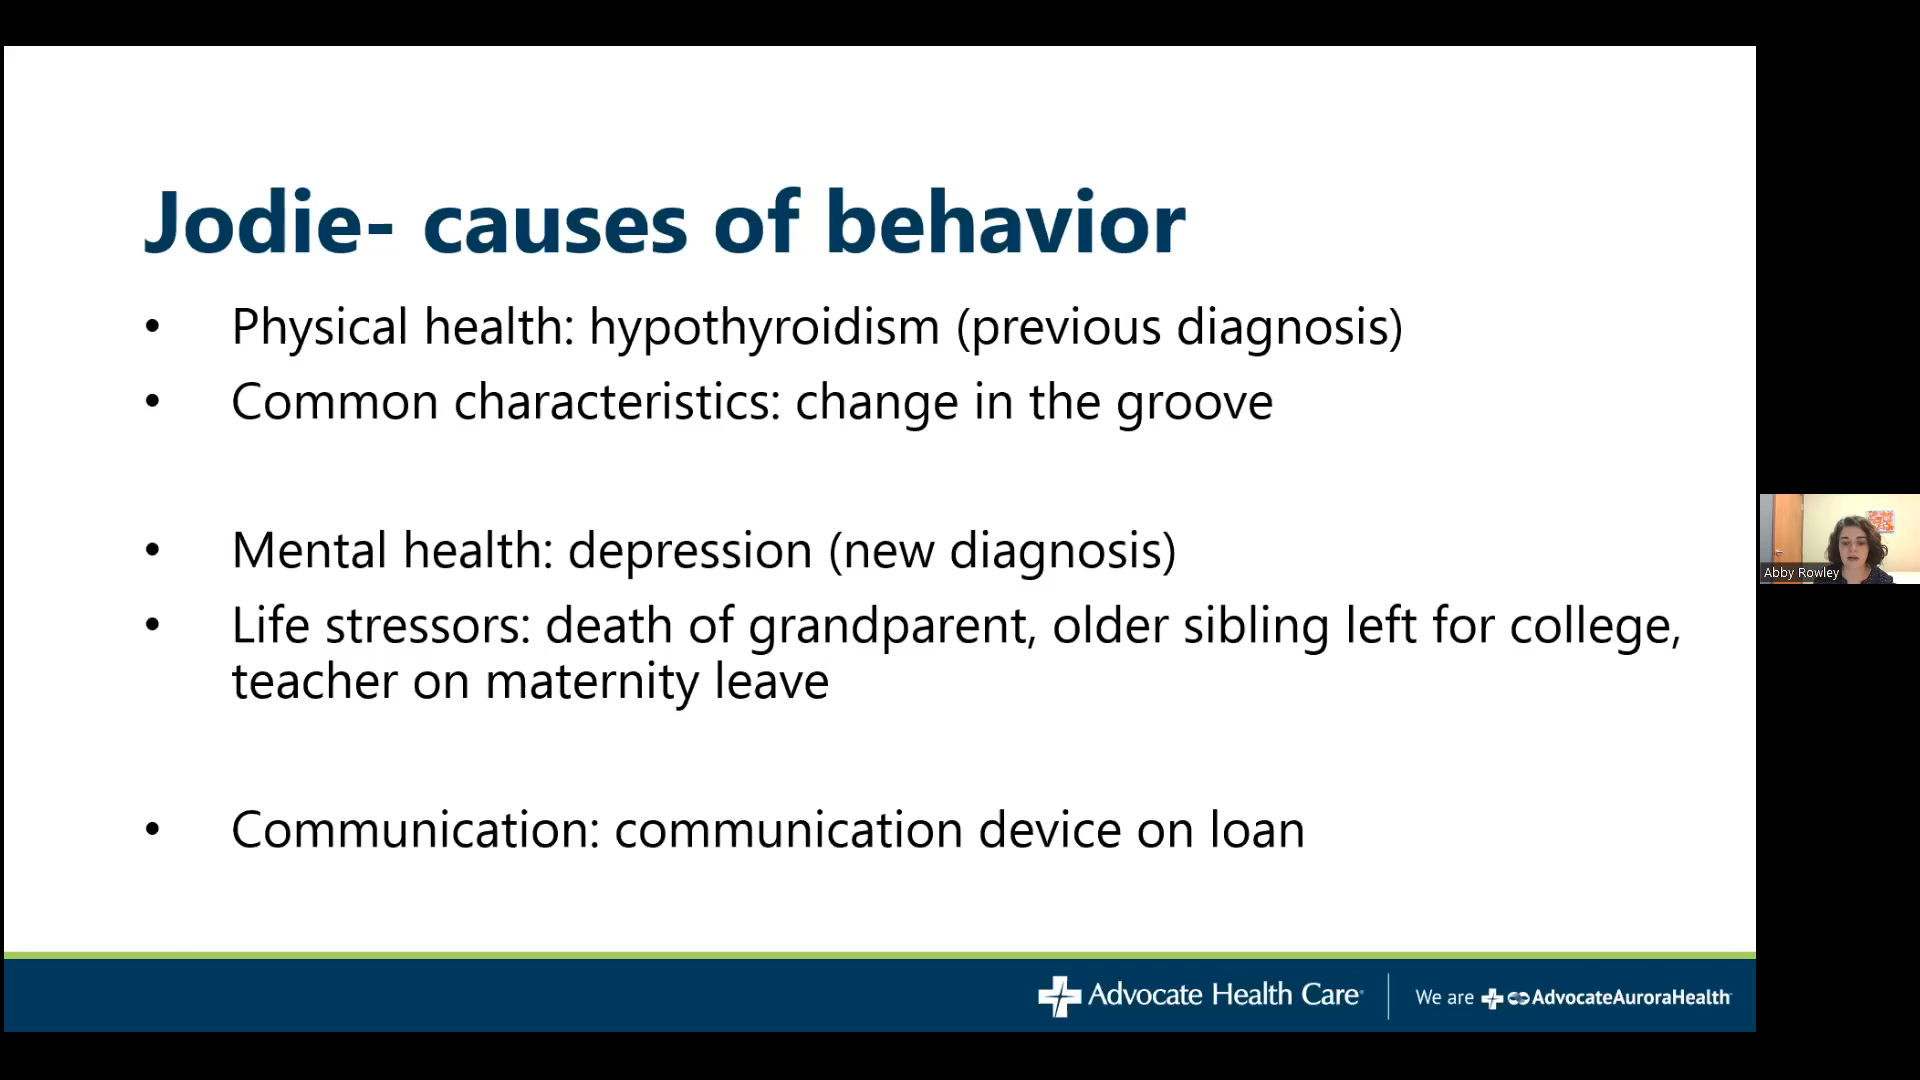 Jodie- causes of behavior
• Physical health: hypothyroidism (previous diagnosis)
• Common characteristics: change in the groove
• Mental health: depression (new diagnosis)
• Life stressors: death of grandparent, older sibling left for college,
teacher on maternity leave
• Communication: communication device on loan
Abby Rowley
Advocate Health Care
We are AdvocateAuroraHealth